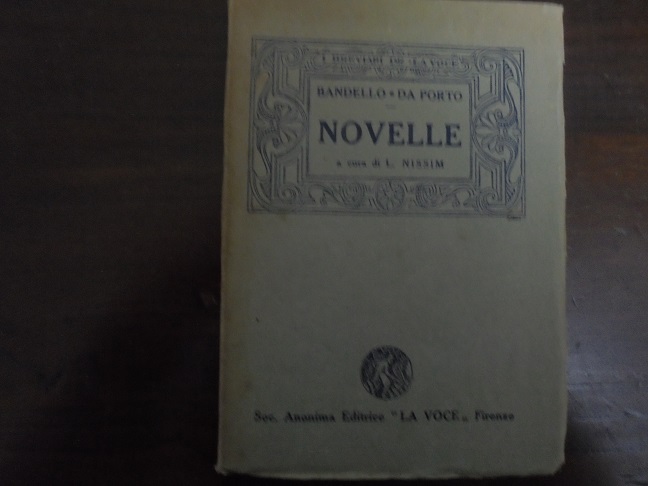 I BREVIARI DE "LA VOCE"
BANDELLO * DA PORTO
NOVELLE
a cura di L. NISSIM
Soc. Anonima Editrice "LA VOCE„ Firenze